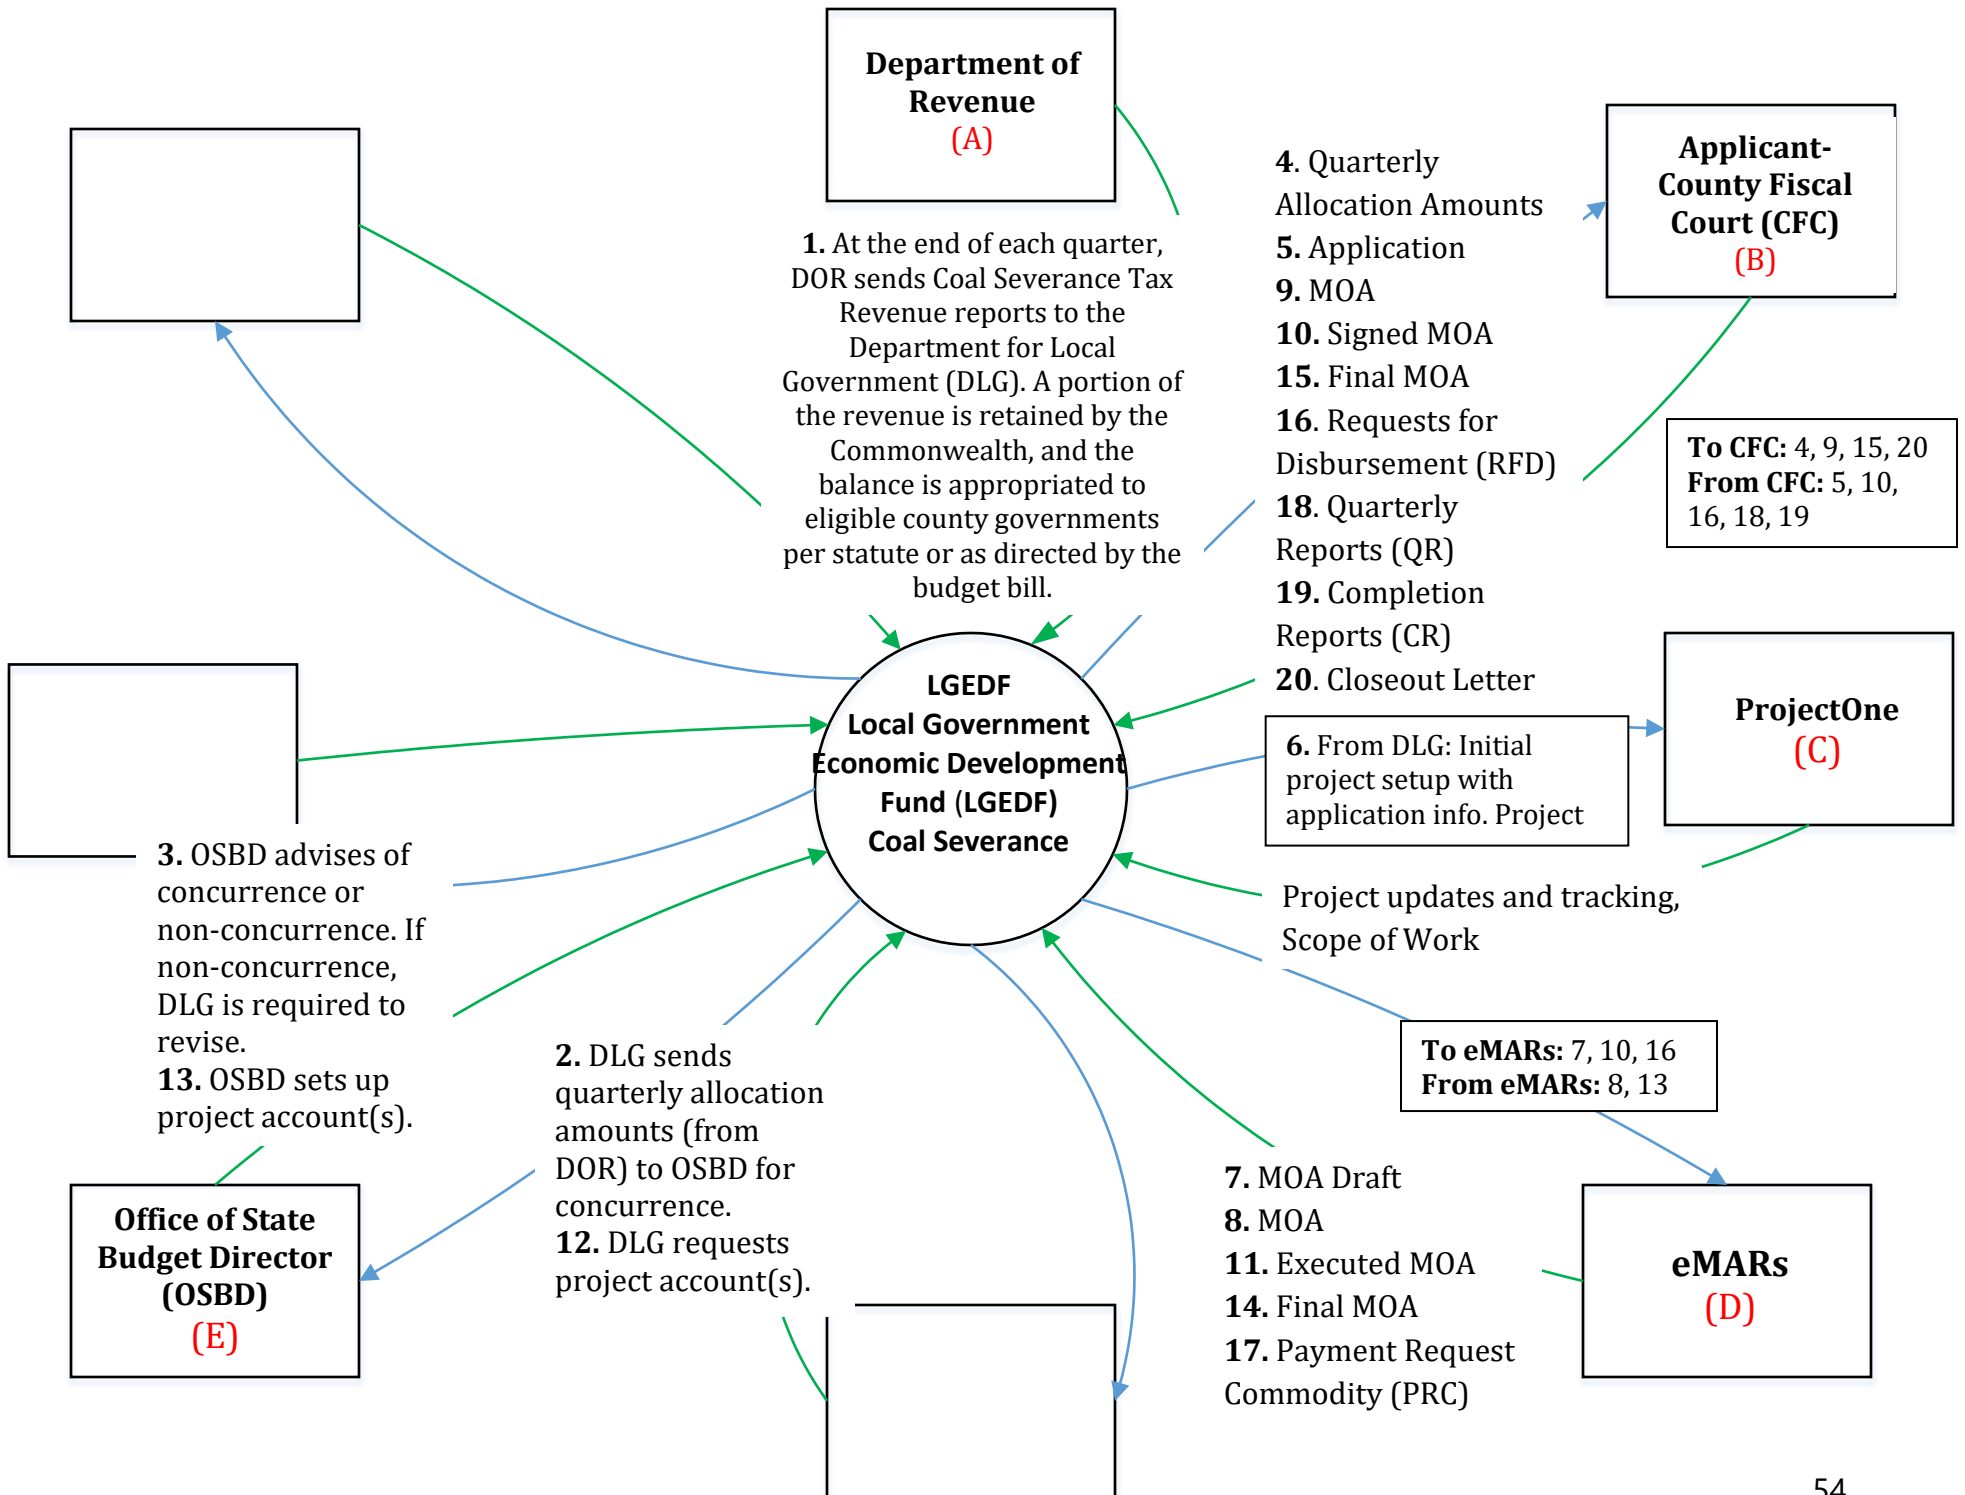 Department of
Revenue
(A)
Applicant-
County Fiscal
Court (CFC)
(B)
1. At the end of each quarter,
DOR sends Coal Severance Tax
Revenue reports to the
Department for Local
Government (DLG). A portion of
the revenue is retained by the
Commonwealth, and the
balance is appropriated to
eligible county governments
per statute or as directed by the
budget bill.
4. Quarterly
Allocation Amounts
5. Application
9. MOA
10. Signed MOA
15. Final MOA
16. Requests for
Disbursement (RFD)
18. Quarterly
Reports (QR)
19. Completion
Reports (CR)
20. Closeout Letter
To CFC: 4, 9, 15, 20
From CFC: 5, 10,
16, 18, 19
LGEDF
Local Government
Economic Development
Fund (LGEDF)
Coal Severance
ProjectOne
(C)
6. From DLG: Initial
project setup with
application info. Project
Project updates and tracking,
Scope of Work
3. OSBD advises of
concurrence or
non-concurrence. If
non-concurrence,
DLG is required to
revise.
13. OSBD sets up
project account(s).
2. DLG sends
quarterly allocation
amounts (from
DOR) to OSBD for
concurrence.
12. DLG requests
project account(s).
To eMARs: 7, 10, 16
From eMARs: 8, 13
7. MOA Draft
8. MOA
11. Executed MOA
14. Final MOA
17. Payment Request
Commodity (PRC)
Office of State
Budget Director
(OSBD)
(E)
eMARs
(D)
54